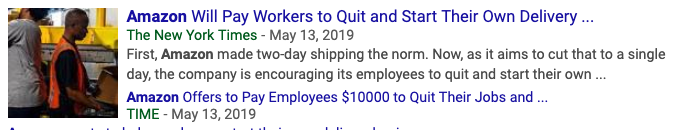 Amazon Will Pay Workers to Quit and Start Their Own Delivery ...
The New York Times - May 13, 2019
First, Amazon made two-day shipping the norm. Now, as it aims to cut that to a single
day, the company is encouraging its employees to quit and start their own ...
Amazon Offers to Pay Employees $10000 to Quit Their Jobs and ...
TIME - May 13, 2019